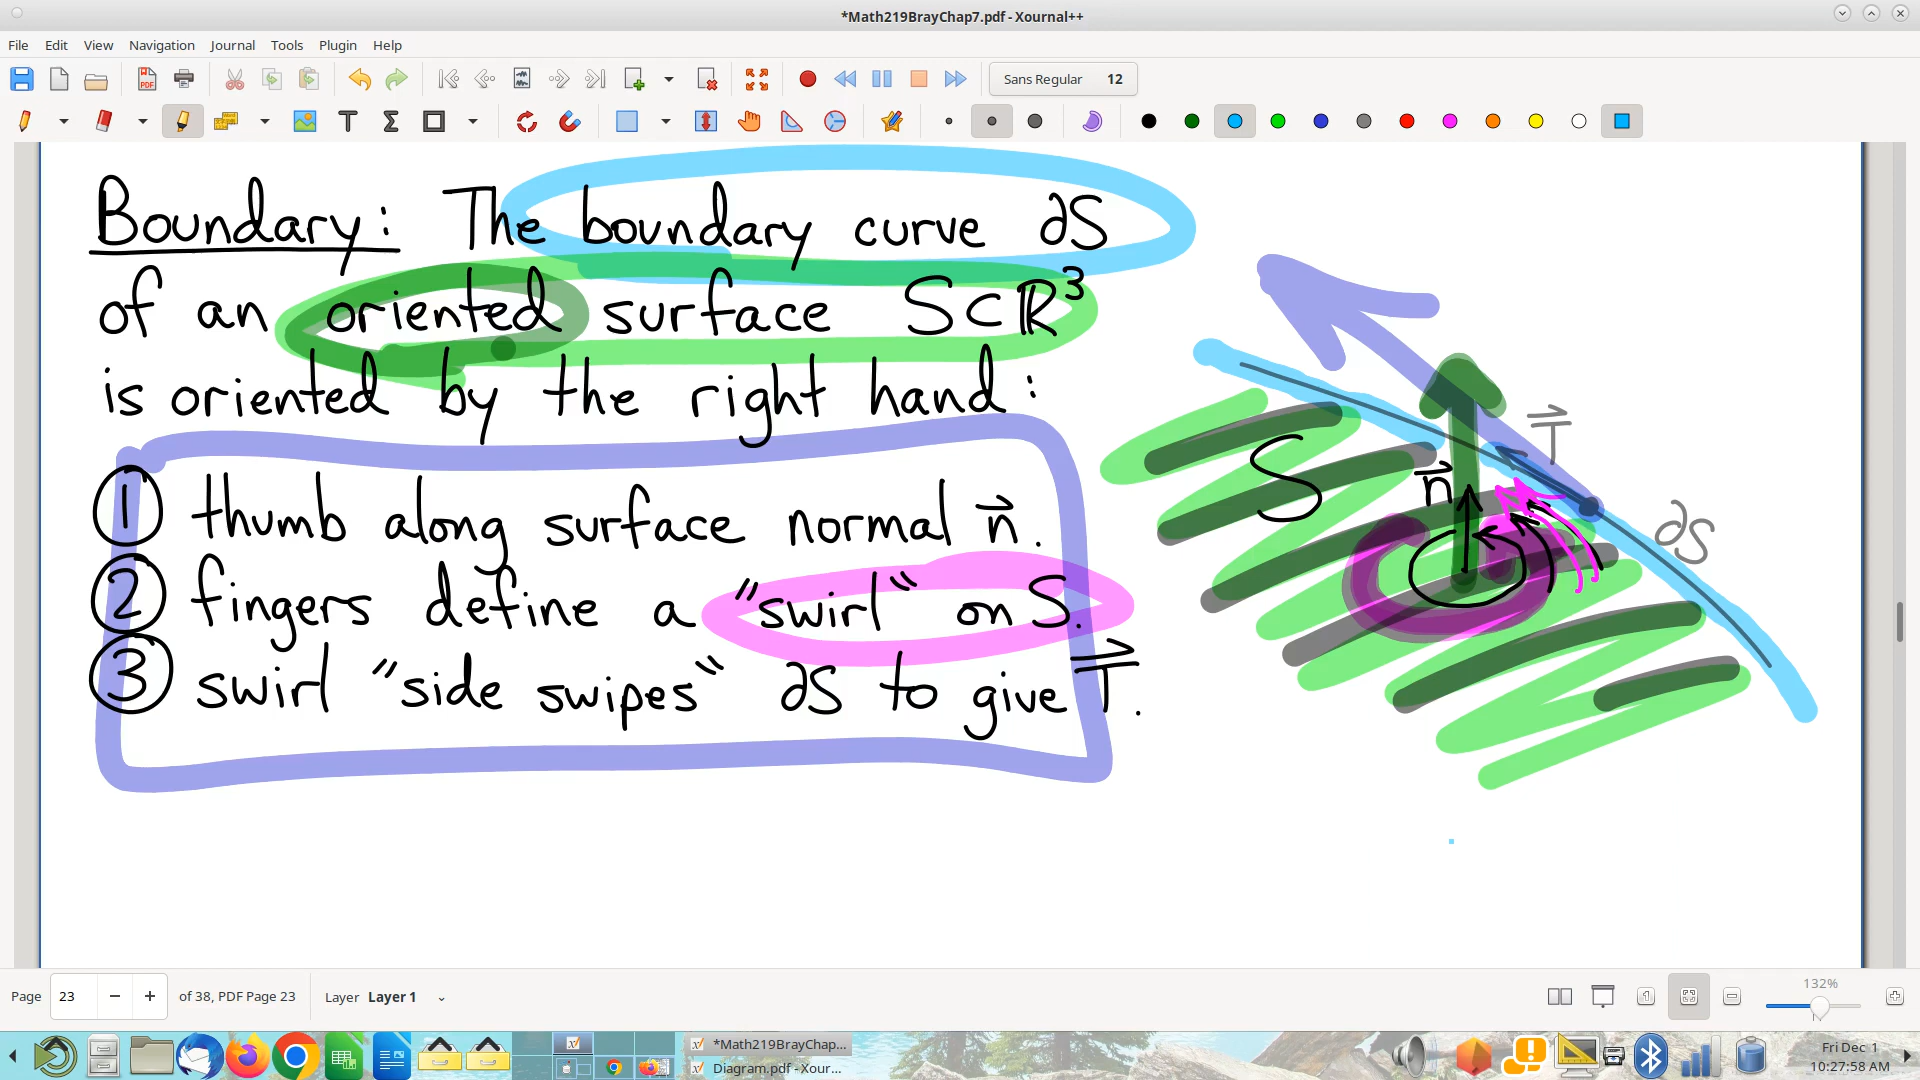 *Math219BrayChap7.pdf - Xournal++
File Edit View Navigation Journal Tools Plugin Help
Sans Regular 12
Boundary: The boundary curve ∂S
of an oriented surface S⊂ℝ³
is oriented by the right hand:
① thumb along surface normal n⃗.
② fingers define a "swirl" on S.
③ swirl "side swipes" ∂S to give T⃗.
T⃗
S
n⃗
∂S
Page 23 of 38, PDF Page 23 Layer Layer 1
132%
*Math219BrayChap...
Diagram.pdf - Xour...
Fri Dec 1
10:27:58 AM